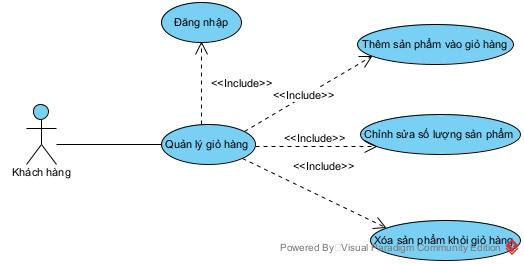 Đăng nhập
Thêm sản phẩm vào giỏ hàng
<<Include>>
<<Include>>
Quản lý giỏ hàng
<<Include>>
Chỉnh sửa số lượng sản phẩm
<<Include>>
Khách hàng
Xóa sản phẩm khỏi giỏ hàng
Powered By Visual Paradigm Community Edition